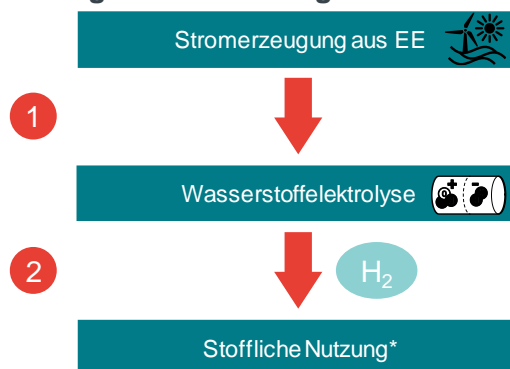 Stromerzeugung aus EE
1
Wasserstoffelektrolyse
+ -
2
H₂
Stoffliche Nutzung*